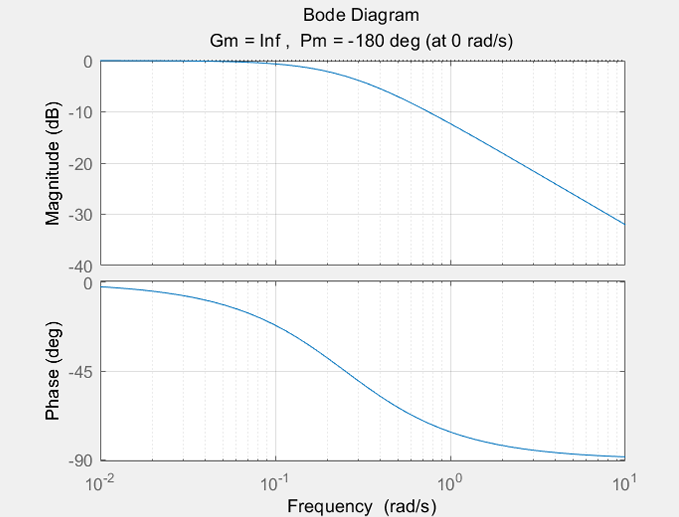 Bode Diagram
Gm = Inf ,  Pm = -180 deg (at 0 rad/s)
Magnitude (dB)
0
-10
-20
-30
-40
Phase (deg)
0
-45
-90
10^-2
10^-1
10^0
10^1
Frequency  (rad/s)